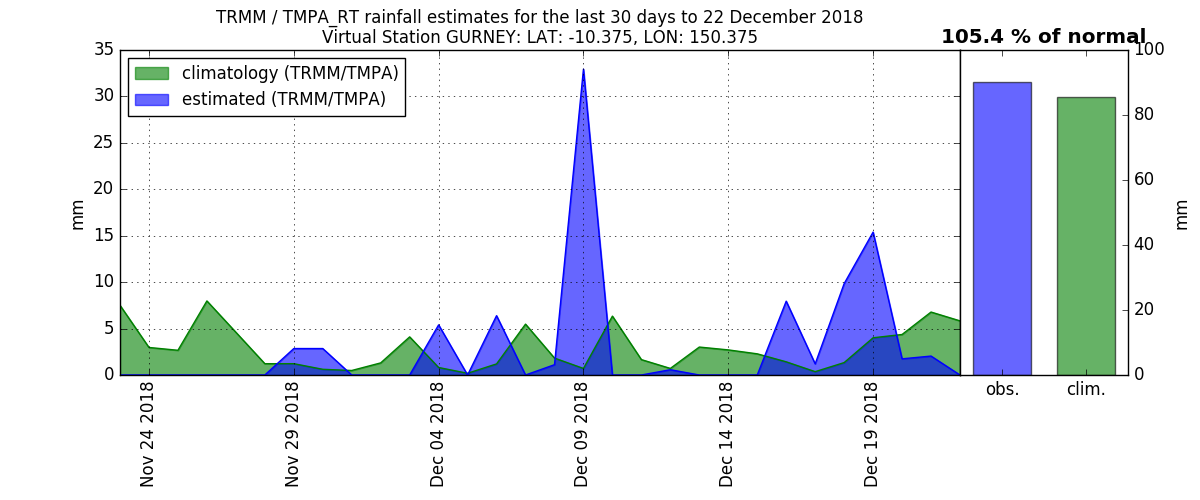 TRMM / TMPA_RT rainfall estimates for the last 30 days to 22 December 2018
Virtual Station GURNEY: LAT: -10.375, LON: 150.375
105.4 % of normal
climatology (TRMM/TMPA)
estimated (TRMM/TMPA)
mm
35
30
25
20
15
10
5
0
Nov 24 2018
Nov 29 2018
Dec 04 2018
Dec 09 2018
Dec 14 2018
Dec 19 2018
obs.
clim.
100
80
60
40
20
0
mm